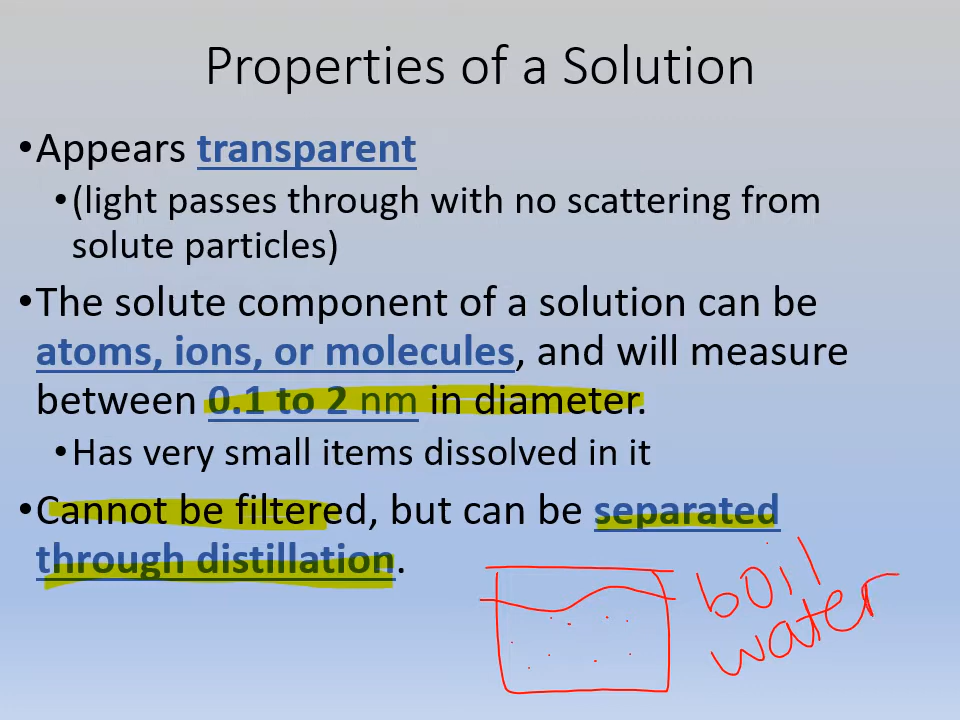 Properties of a Solution
•Appears transparent
•(light passes through with no scattering from
solute particles)
•The solute component of a solution can be
atoms, ions, or molecules, and will measure
between 0.1 to 2 nm in diameter.
•Has very small items dissolved in it
•Cannot be filtered, but can be separated
through distillation.
boil
water